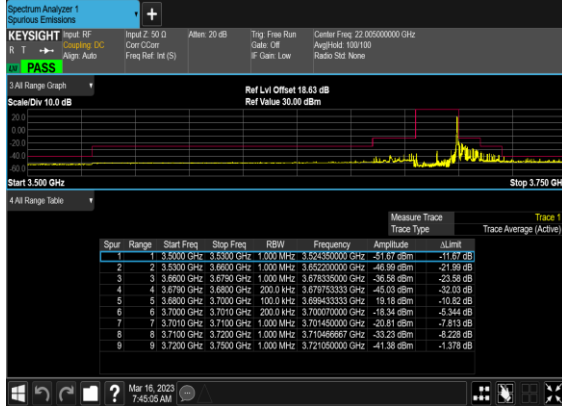 Spectrum Analyzer 1
Spurious Emissions
KEYSIGHT Input: RF
R T Coupling: DC
Align: Auto
Input Z: 50 Ω
Corr CCorr
Freq Ref: Int (S)
Atten: 20 dB
Trig: Free Run
Gate: Off
IF Gain: Low
Center Freq: 22.005000000 GHz
Avg|Hold: 100/100
Radio Std: None
PASS
3 All Range Graph
Scale/Div 10.0 dB
Ref Lvl Offset 18.63 dB
Ref Value 30.00 dBm
20.0
0.00
-20.0
-40.0
-60.0
Start 3.500 GHz
Stop 3.750 GH
4 All Range Table
Measure Trace Trace 1
Trace Type Trace Average (Active)
Spur Range Start Freq Stop Freq RBW Frequency Amplitude ΔLimit
1 1 3.5000 GHz 3.5300 GHz 1.000 MHz 3.524350000 GHz -51.67 dBm -11.67 dB
2 2 3.5300 GHz 3.6600 GHz 1.000 MHz 3.652200000 GHz -46.99 dBm -21.99 dB
3 3 3.6600 GHz 3.6790 GHz 1.000 MHz 3.678335000 GHz -36.58 dBm -23.58 dB
4 4 3.6790 GHz 3.6800 GHz 200.0 kHz 3.679753333 GHz -45.03 dBm -32.03 dB
5 5 3.6800 GHz 3.7000 GHz 100.0 kHz 3.699433333 GHz 19.18 dBm -10.82 dB
6 6 3.7000 GHz 3.7010 GHz 200.0 kHz 3.700070000 GHz -18.34 dBm -5.344 dB
7 7 3.7010 GHz 3.7100 GHz 1.000 MHz 3.701450000 GHz -20.81 dBm -7.813 dB
8 8 3.7100 GHz 3.7200 GHz 1.000 MHz 3.710466667 GHz -33.23 dBm -8.228 dB
9 9 3.7200 GHz 3.7500 GHz 1.000 MHz 3.721050000 GHz -41.38 dBm -1.378 dB
Mar 16, 2023
7:45:05 AM